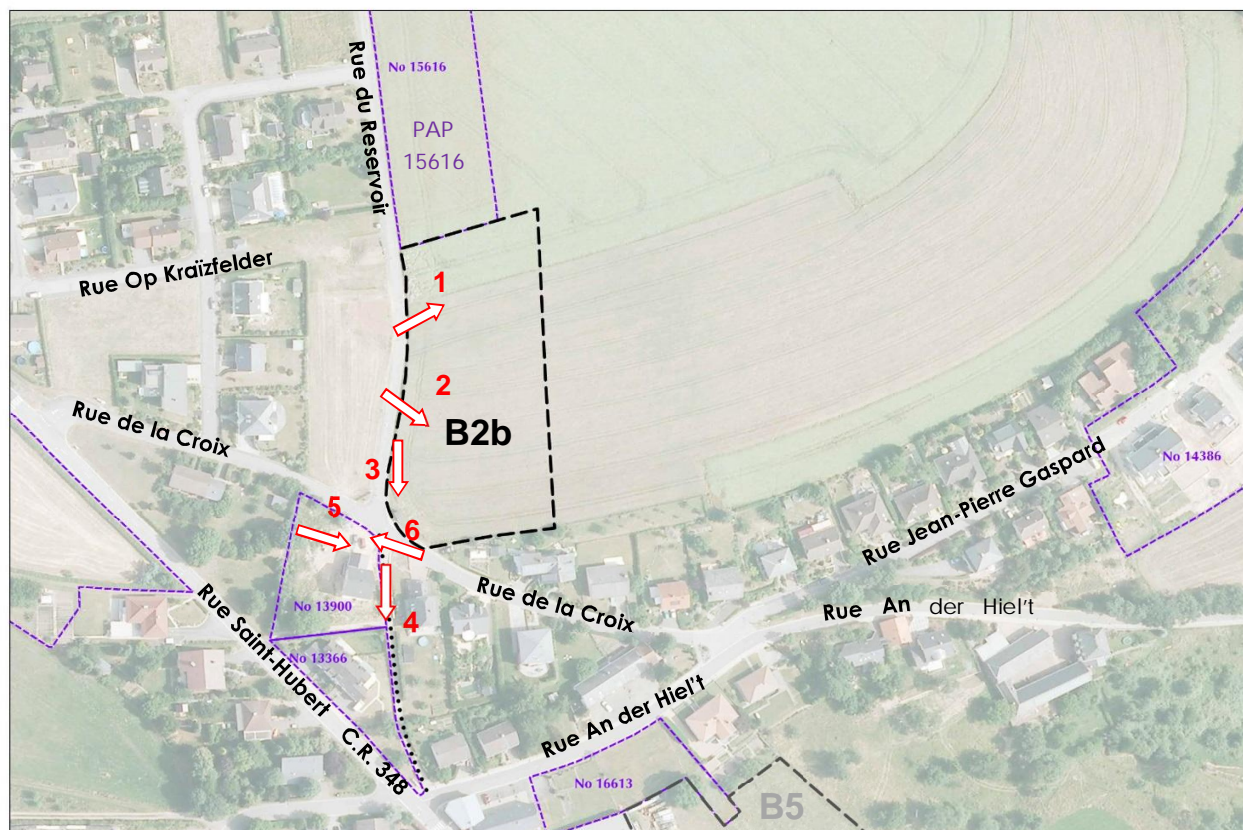 Rue du Reservoir
No 15616
PAP
15616
Rue Op Kraïzfelder
1
2
B2b
Rue de la Croix
3
5
6
No 14386
Rue Jean-Pierre Gaspard
Rue de la Croix
Rue An der Hiel't
No 13900
4
Rue Saint-Hubert C.R. 348
No 13366
Rue An der Hiel't
No 16613
B5